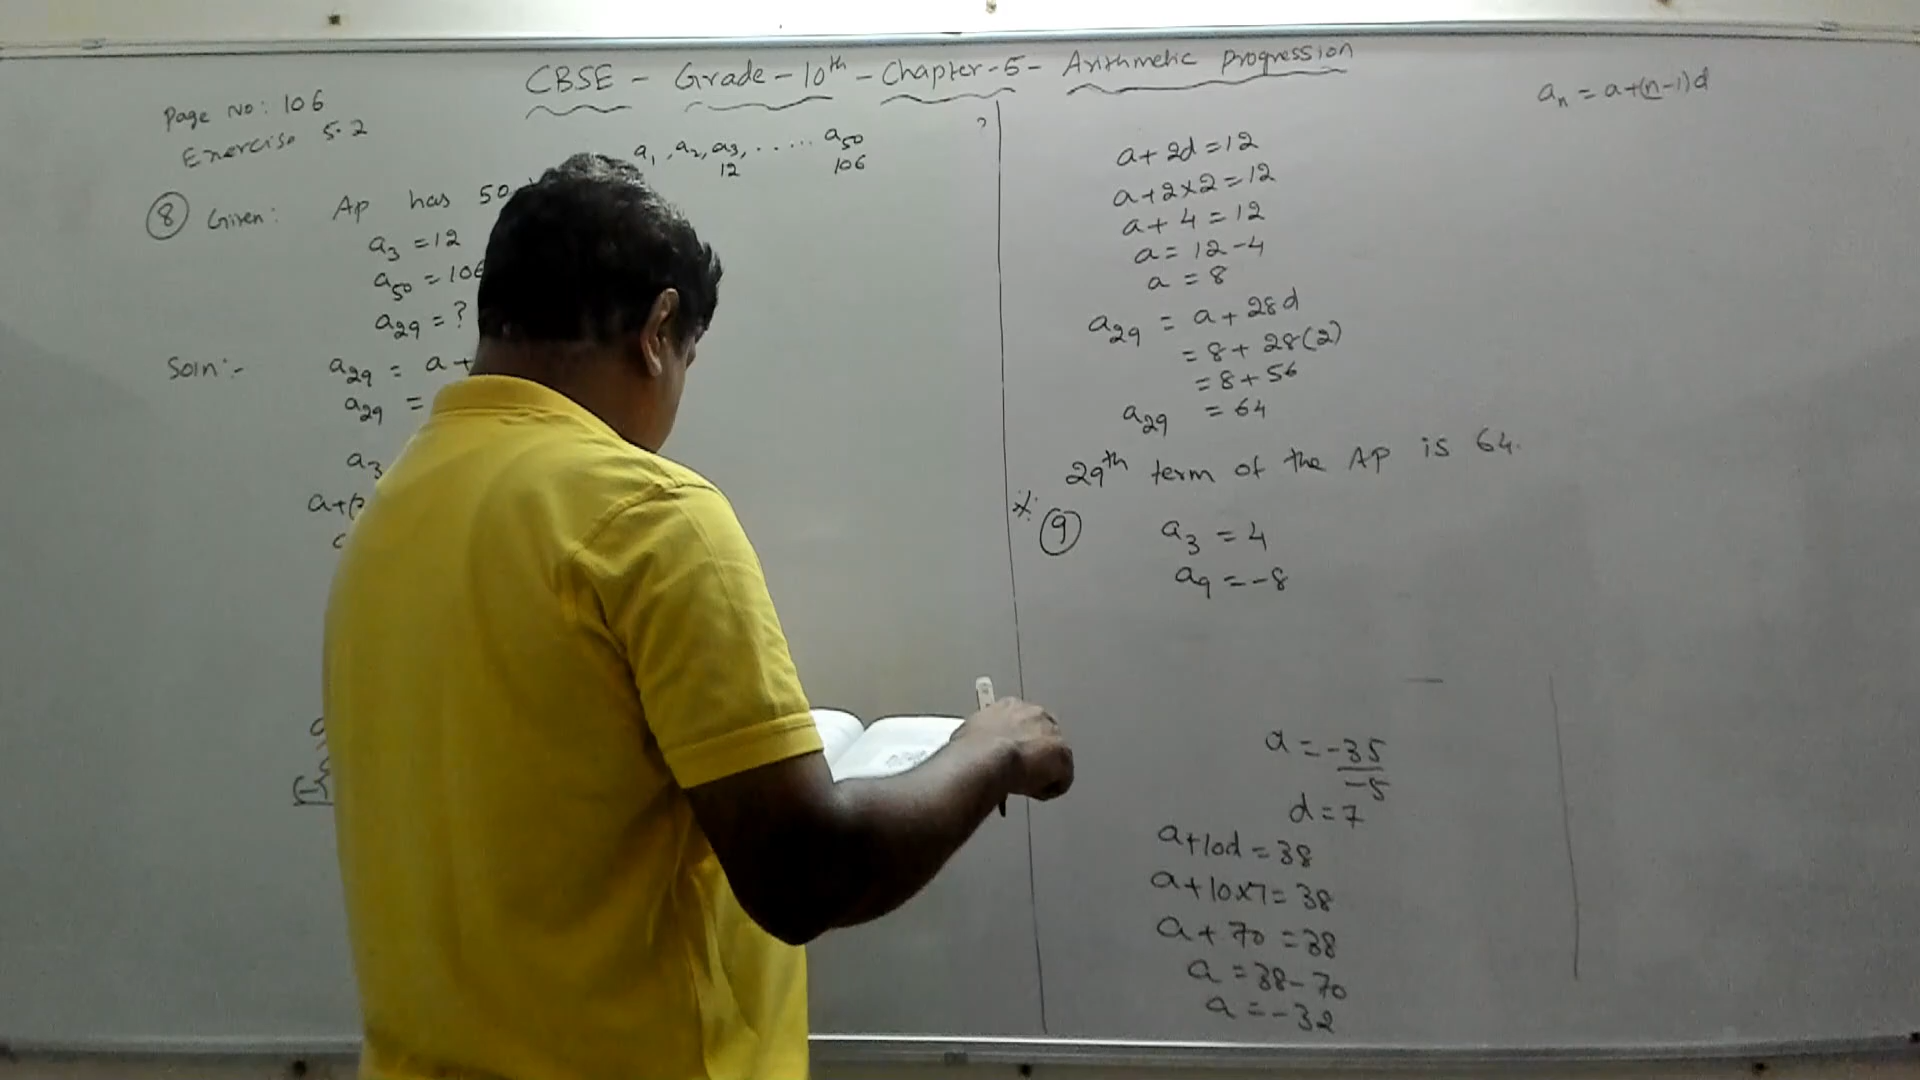 CBSE - Grade - 10th - Chapter-5 - Arithmetic progression
Page No: 106
Exercise 5.2
a1, a2, a3, ...... a50
12 106
8 Given: AP has 50
a3 = 12
a50 = 106
a29 = ?
Soln:-
a29 = a +
a29 =
a3
a+(
an = a+(n-1)d
a + 2d = 12
a + 2×2 = 12
a + 4 = 12
a = 12-4
a = 8
a29 = a + 28d
= 8 + 28(2)
= 8 + 56
a29 = 64
29th term of the AP is 64.
9 a3 = 4
a9 = -8
d = -35
-5
d = 7
a+10d = 38
a+10×7 = 38
a + 70 = 38
a = 38-70
a = -32